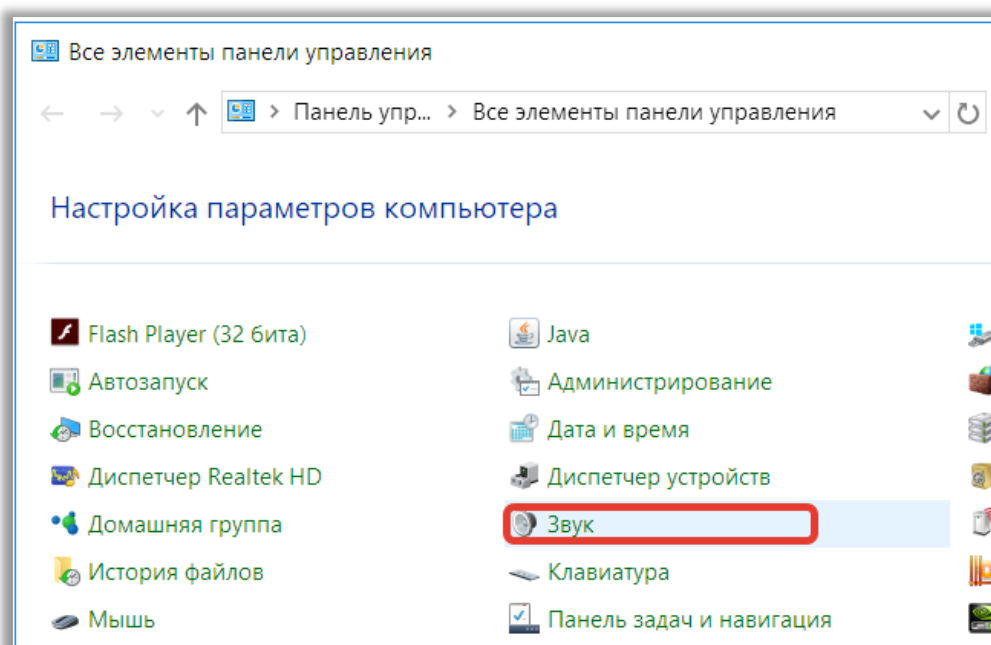 Все элементы панели управления
Панель упр... > Все элементы панели управления
Настройка параметров компьютера
Flash Player (32 бита)
Java
Автозапуск
Администрирование
Восстановление
Дата и время
Диспетчер Realtek HD
Диспетчер устройств
Домашняя группа
Звук
История файлов
Клавиатура
Мышь
Панель задач и навигация